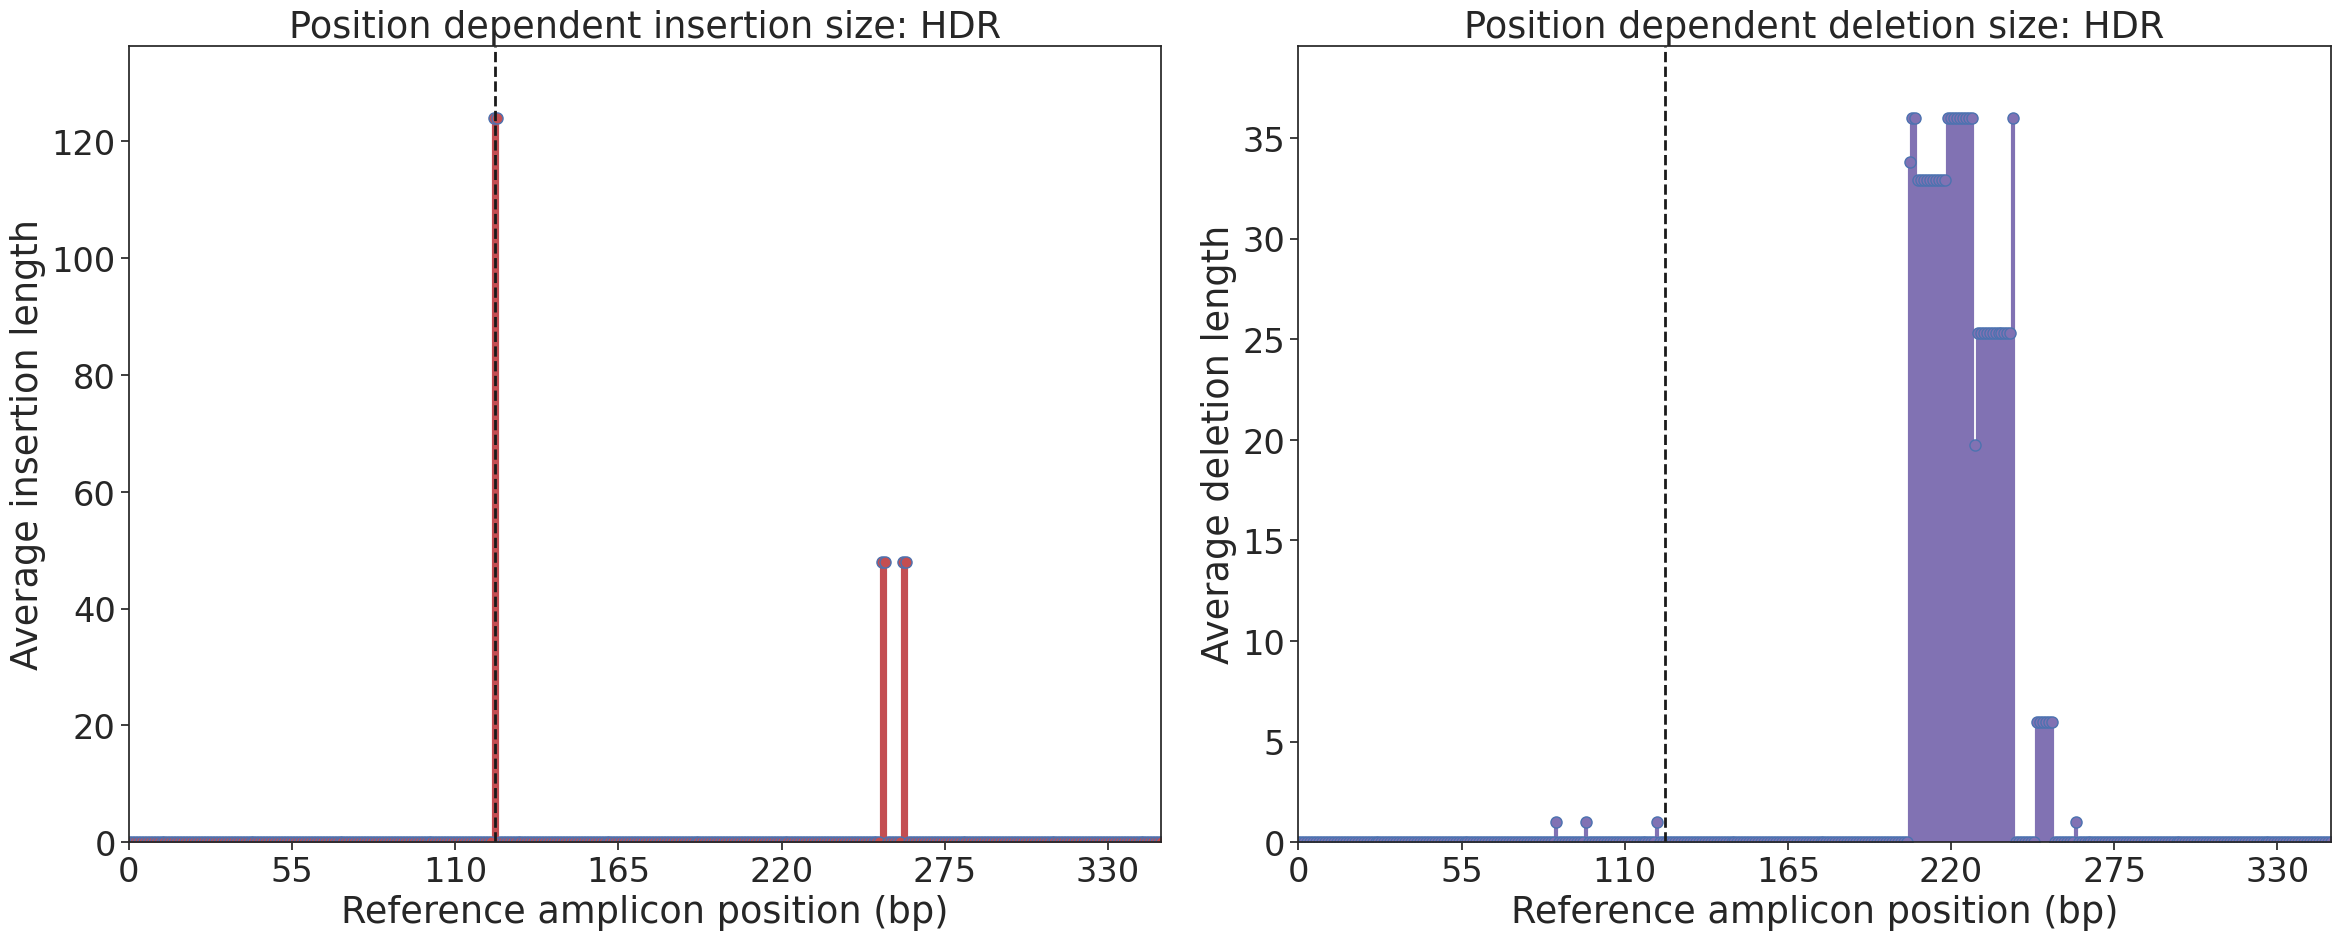 Position dependent insertion size: HDR
Average insertion length
120
100
80
60
40
20
0
0 55 110 165 220 275 330
Reference amplicon position (bp)
Position dependent deletion size: HDR
Average deletion length
35
30
25
20
15
10
5
0
0 55 110 165 220 275 330
Reference amplicon position (bp)